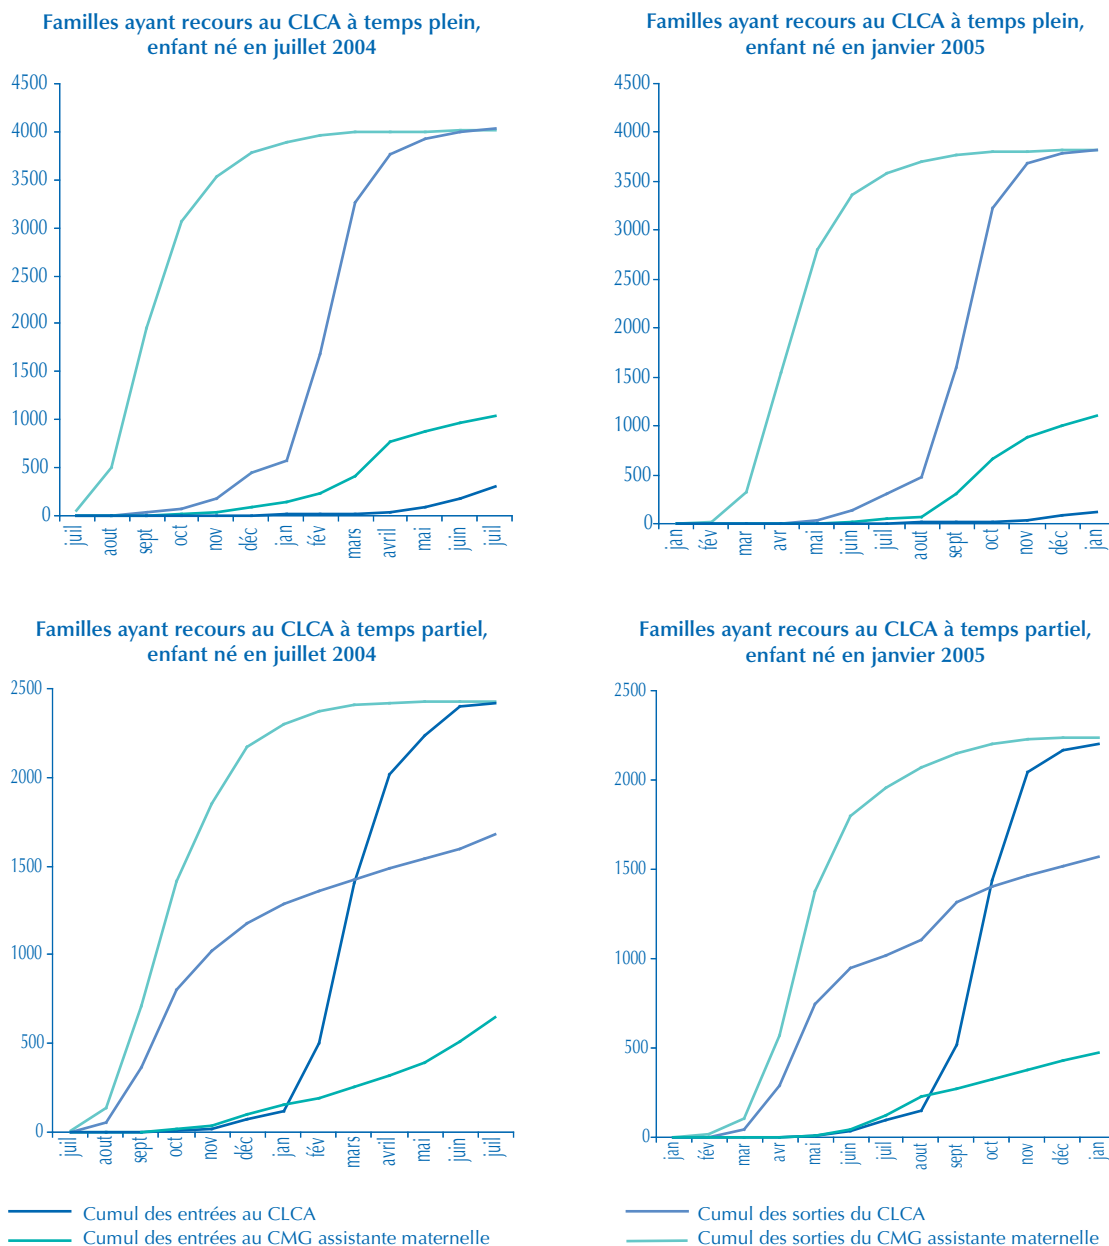 Familles ayant recours au CLCA à temps plein,
enfant né en juillet 2004
4500
4000
3500
3000
2500
2000
1500
1000
500
0
juil
aout
sept
oct
nov
déc
jan
fév
mars
avril
mai
juin
juil
Familles ayant recours au CLCA à temps plein,
enfant né en janvier 2005
4500
4000
3500
3000
2500
2000
1500
1000
500
0
jan
fév
mar
avr
mai
juin
juil
aout
sept
oct
nov
déc
jan
Familles ayant recours au CLCA à temps partiel,
enfant né en juillet 2004
2500
2000
1500
1000
500
0
juil
aout
sept
oct
nov
déc
jan
fév
mars
avril
mai
juin
juil
Familles ayant recours au CLCA à temps partiel,
enfant né en janvier 2005
2500
2000
1500
1000
500
0
jan
fév
mar
avr
mai
juin
juil
aout
sept
oct
nov
déc
jan
Cumul des entrées au CLCA
Cumul des entrées au CMG assistante maternelle
Cumul des sorties du CLCA
Cumul des sorties du CMG assistante maternelle